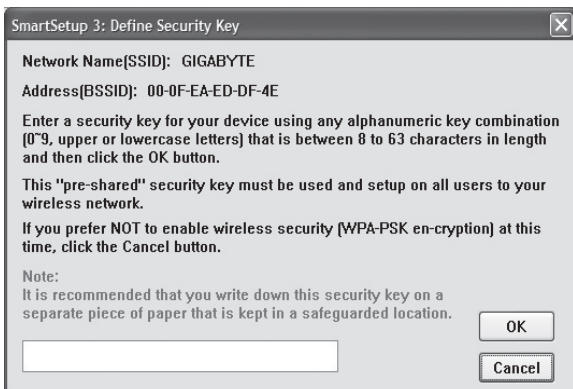 SmartSetup 3: Define Security Key
Network Name(SSID): GIGABYTE
Address(BSSID): 00-0F-EA-ED-DF-4E
Enter a security key for your device using any alphanumeric key combination
(0~9, upper or lowercase letters) that is between 8 to 63 characters in length
and then click the OK button.
This "pre-shared" security key must be used and setup on all users to your
wireless network.
If you prefer NOT to enable wireless security (WPA-PSK en-cryption) at this
time, click the Cancel button.
Note:
It is recommended that you write down this security key on a
separate piece of paper that is kept in a safeguarded location.
OK
Cancel